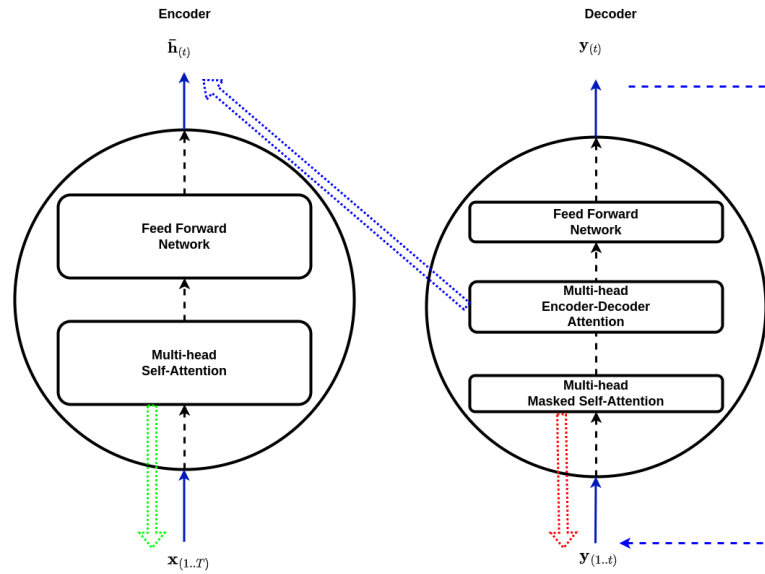 Encoder
h̄(t)
Feed Forward
Network
Multi-head
Self-Attention
x(1..T)
Decoder
y(t)
Feed Forward
Network
Multi-head
Encoder-Decoder
Attention
Multi-head
Masked Self-Attention
y(1..t)